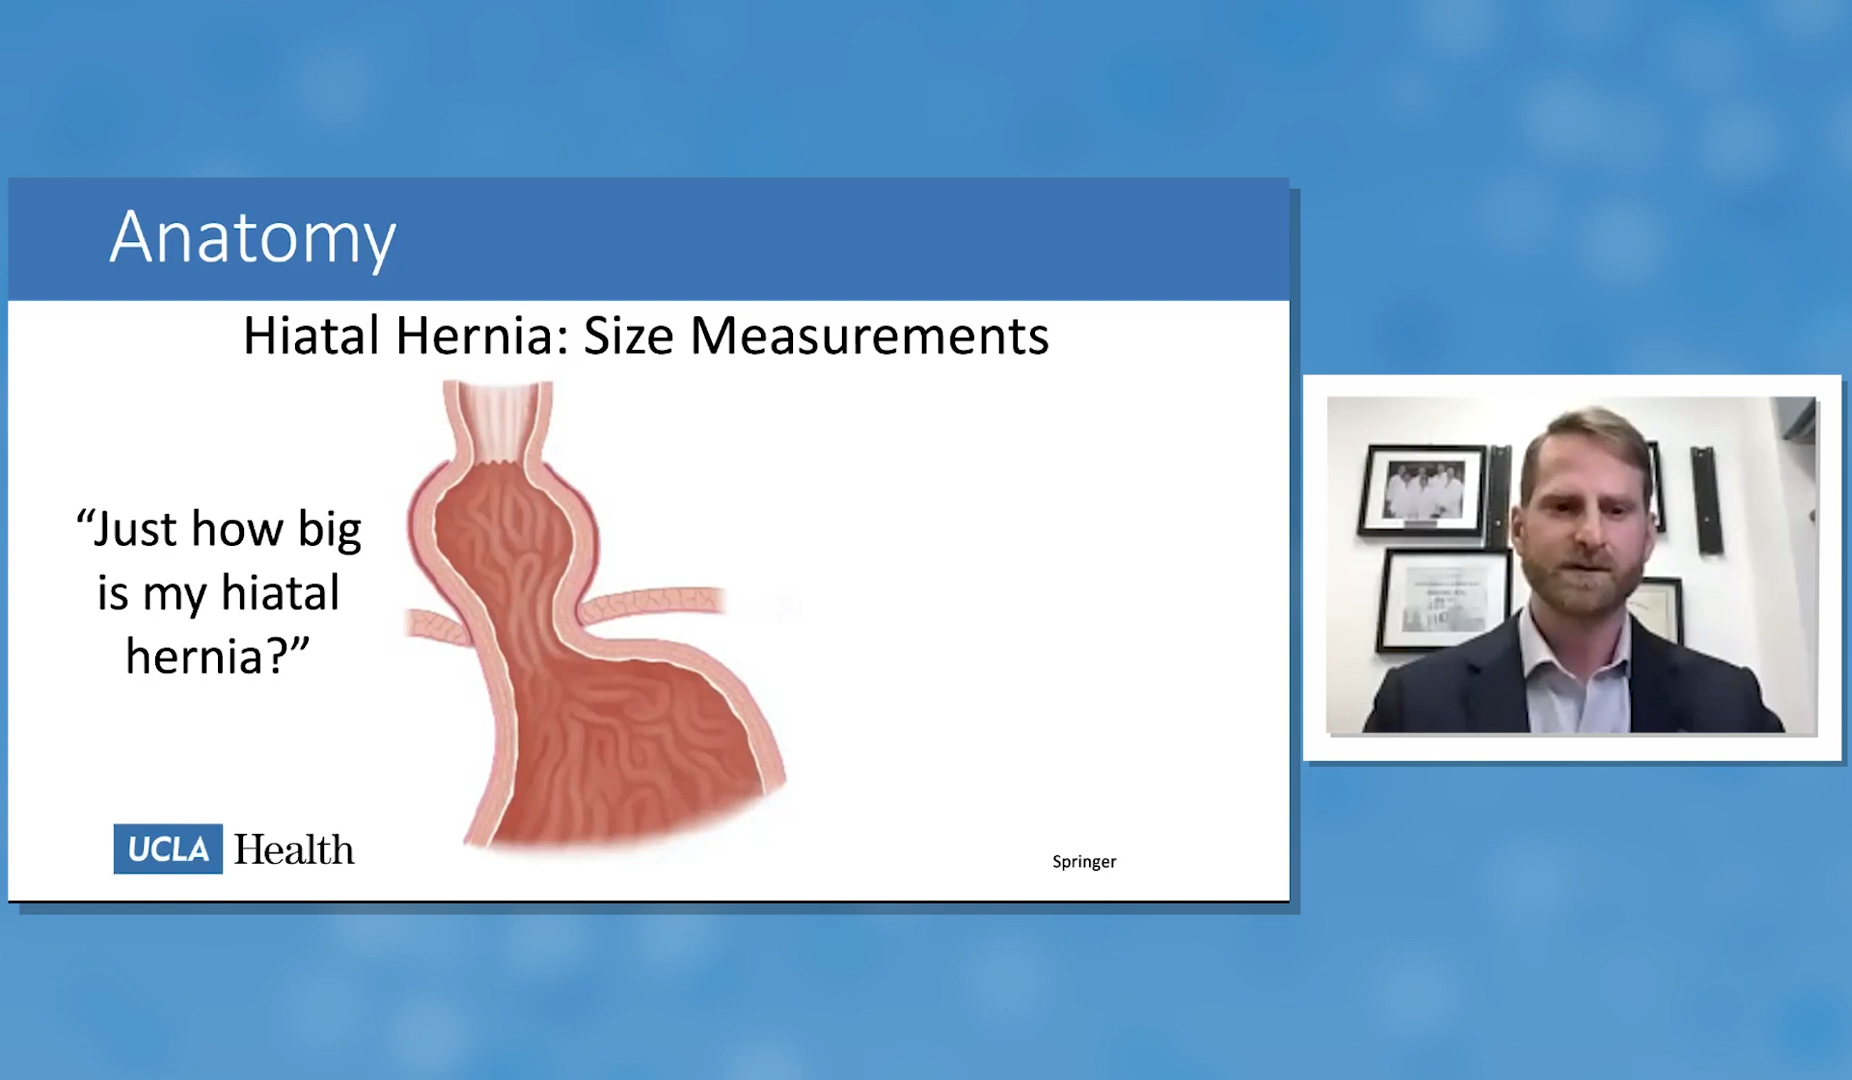 Anatomy
Hiatal Hernia: Size Measurements
“Just how big
is my hiatal
hernia?”
UCLA Health
Springer